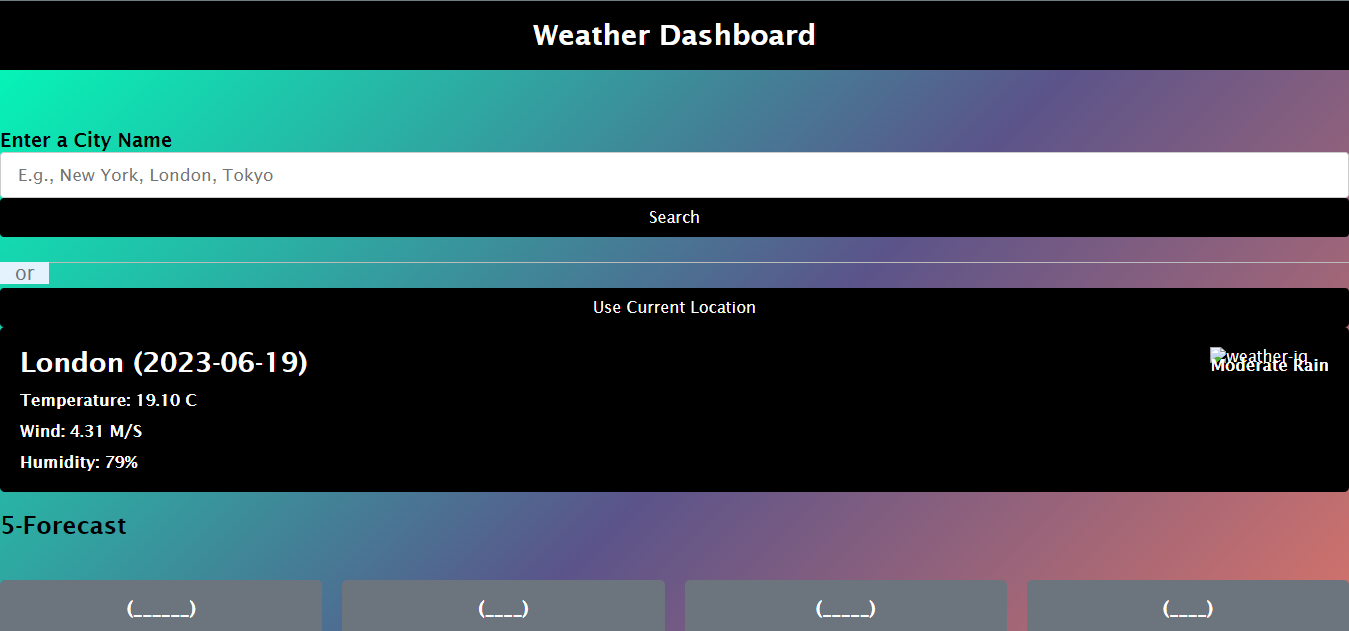 Weather Dashboard
Enter a City Name
E.g., New York, London, Tokyo
Search
or
Use Current Location
London (2023-06-19)
weather-ig
Moderate Rain
Temperature: 19.10 C
Wind: 4.31 M/S
Humidity: 79%
5-Forecast
(______) (____) (_____) (____)